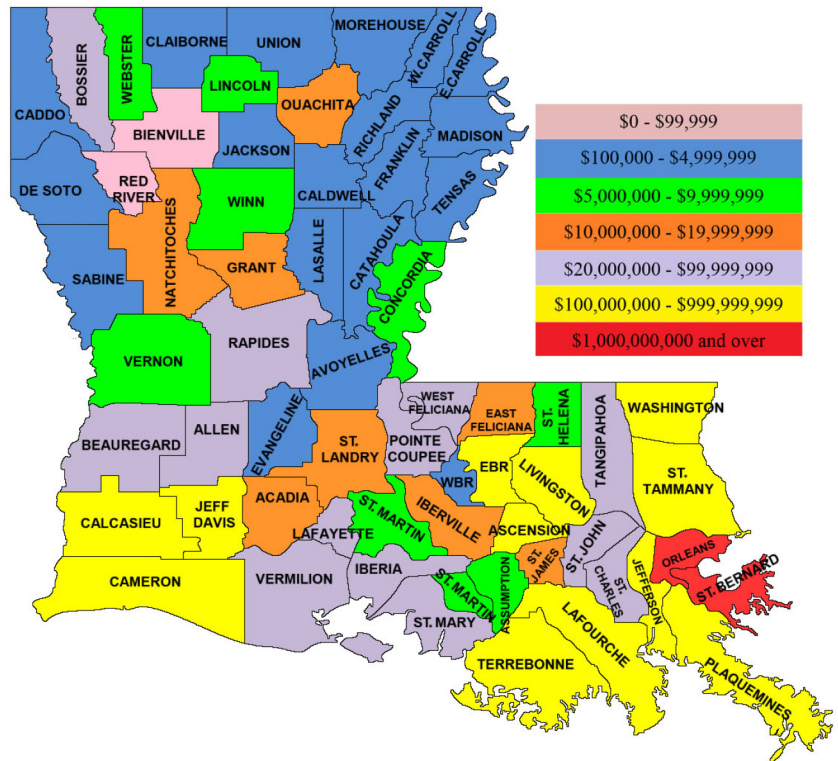 MOREHOUSE
W.CARROLL
E.CARROLL
CLAIBORNE
UNION
BOSSIER
WEBSTER
LINCOLN
OUACHITA
CADDO
RICHLAND
MADISON
BIENVILLE
JACKSON
FRANKLIN
DE SOTO
RED
RIVER
WINN
CALDWELL
TENSAS
NATCHITOCHES
LASALLE
CATAHOULA
SABINE
GRANT
CONCORDIA
VERNON
RAPIDES
AVOYELLES
$0 - $99,999
$100,000 - $4,999,999
$5,000,000 - $9,999,999
$10,000,000 - $19,999,999
$20,000,000 - $99,999,999
$100,000,000 - $999,999,999
$1,000,000,000 and over
BEAUREGARD
ALLEN
EVANGELINE
ST.
LANDRY
POINTE
COUPEE
WEST
FELICIANA
EAST
FELICIANA
ST.
HELENA
TANGIPAHOA
WASHINGTON
WBR
EBR
LIVINGSTON
ST.
TAMMANY
CALCASIEU
JEFF
DAVIS
ACADIA
LAFAYETTE
ST. MARTIN
IBERVILLE
ASCENSION
ST.
JAMES
ST. JOHN
ST.
CHARLES
JEFFERSON
ORLEANS
ST. BERNARD
CAMERON
VERMILION
IBERIA
ST. MARTIN
ASSUMPTION
ST. MARY
LAFOURCHE
TERREBONNE
PLAQUEMINES